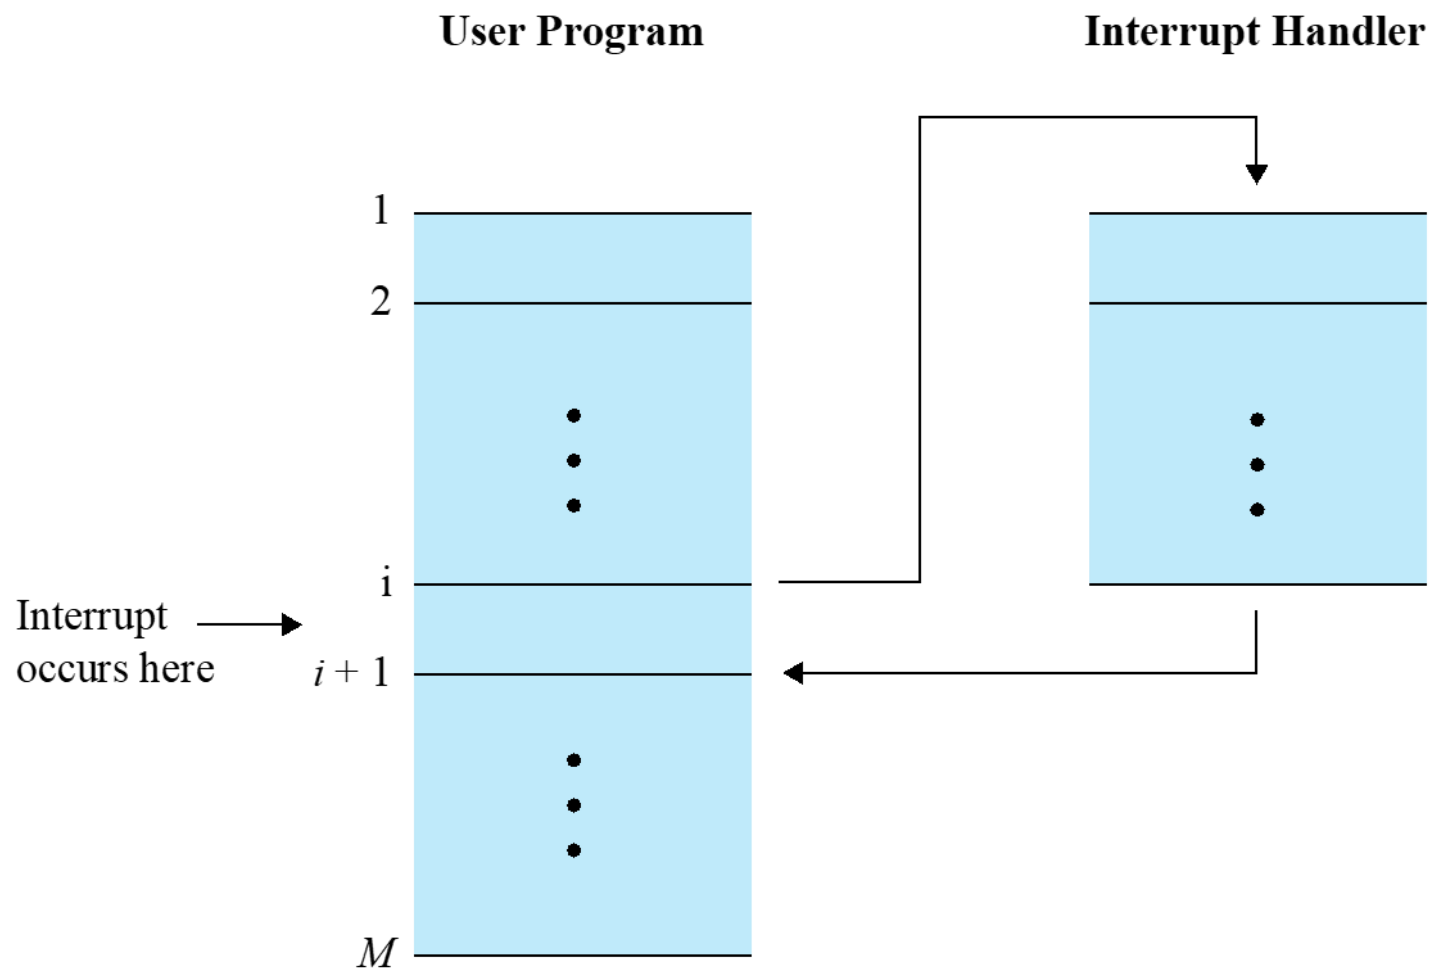 User Program
Interrupt Handler
1
2
i
Interrupt
occurs here
i + 1
M